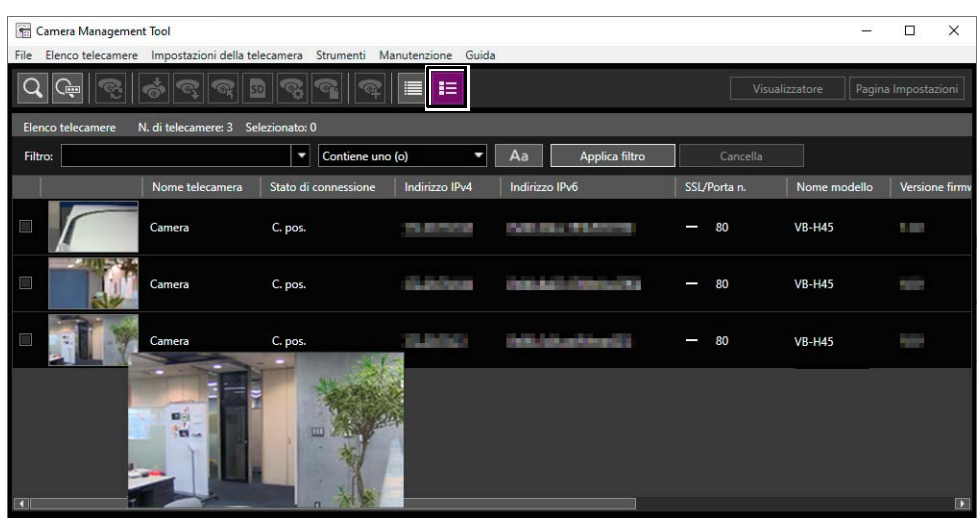 Camera Management Tool
File Elenco telecamere Impostazioni della telecamera Strumenti Manutenzione Guida
SD Visualizzatore Pagina Impostazioni
Elenco telecamere N. di telecamere: 3 Selezionato: 0
Filtro: Contiene uno (o) Aa Applica filtro Cancella
Nome telecamera Stato di connessione Indirizzo IPv4 Indirizzo IPv6 SSL/Porta n. Nome modello Versione firmw
Camera C. pos. — 80 VB-H45
Camera C. pos. — 80 VB-H45
Camera C. pos. — 80 VB-H45